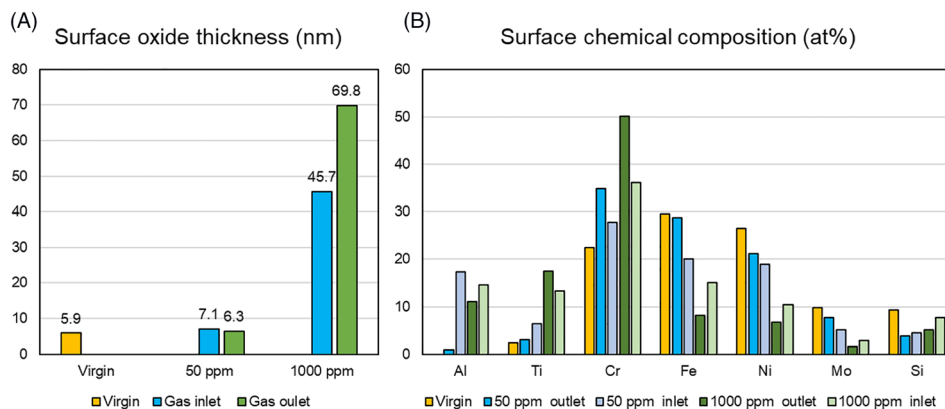 (A)
Surface oxide thickness (nm)
80
70
60
50
40
30
20
10
0
5.9
7.1
6.3
45.7
69.8
Virgin 50 ppm 1000 ppm
Virgin Gas inlet Gas oulet
(B)
Surface chemical composition (at%)
60
50
40
30
20
10
0
Al Ti Cr Fe Ni Mo Si
Virgin 50 ppm outlet 50 ppm inlet 1000 ppm outlet 1000 ppm inlet